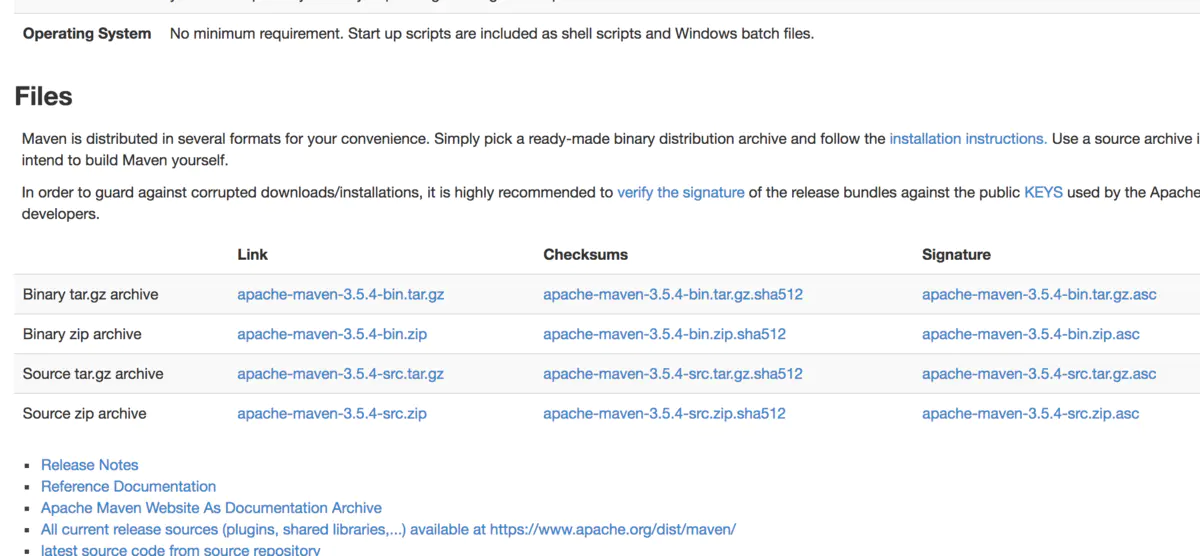 Operating System No minimum requirement. Start up scripts are included as shell scripts and Windows batch files.
Files
Maven is distributed in several formats for your convenience. Simply pick a ready-made binary distribution archive and follow the installation instructions. Use a source archive i
intend to build Maven yourself.
In order to guard against corrupted downloads/installations, it is highly recommended to verify the signature of the release bundles against the public KEYS used by the Apache
developers.
Link Checksums Signature
Binary tar.gz archive apache-maven-3.5.4-bin.tar.gz apache-maven-3.5.4-bin.tar.gz.sha512 apache-maven-3.5.4-bin.tar.gz.asc
Binary zip archive apache-maven-3.5.4-bin.zip apache-maven-3.5.4-bin.zip.sha512 apache-maven-3.5.4-bin.zip.asc
Source tar.gz archive apache-maven-3.5.4-src.tar.gz apache-maven-3.5.4-src.tar.gz.sha512 apache-maven-3.5.4-src.tar.gz.asc
Source zip archive apache-maven-3.5.4-src.zip apache-maven-3.5.4-src.zip.sha512 apache-maven-3.5.4-src.zip.asc
Release Notes
Reference Documentation
Apache Maven Website As Documentation Archive
All current release sources (plugins, shared libraries,...) available at https://www.apache.org/dist/maven/
latest source code from source repository